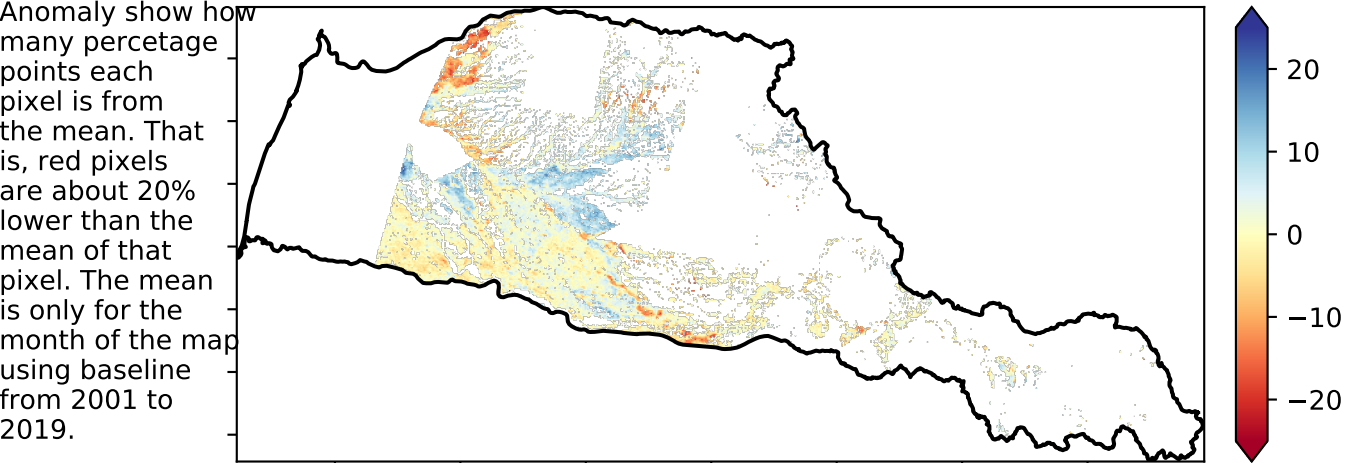 Anomaly show how
many percetage
points each
pixel is from
the mean. That
is, red pixels
are about 20%
lower than the
mean of that
pixel. The mean
is only for the
month of the map
using baseline
from 2001 to
2019.
20
10
0
−10
−20